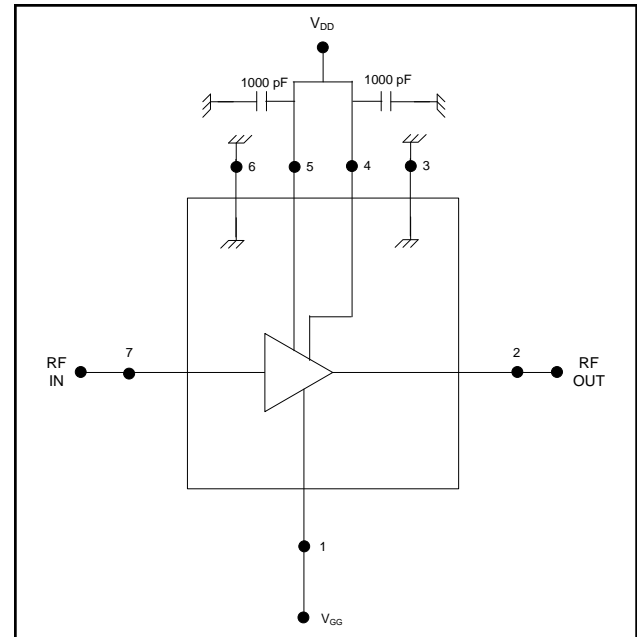 VDD
1000 pF 1000 pF
6 5 4 3
7 2
RF IN
RF OUT
1
VGG